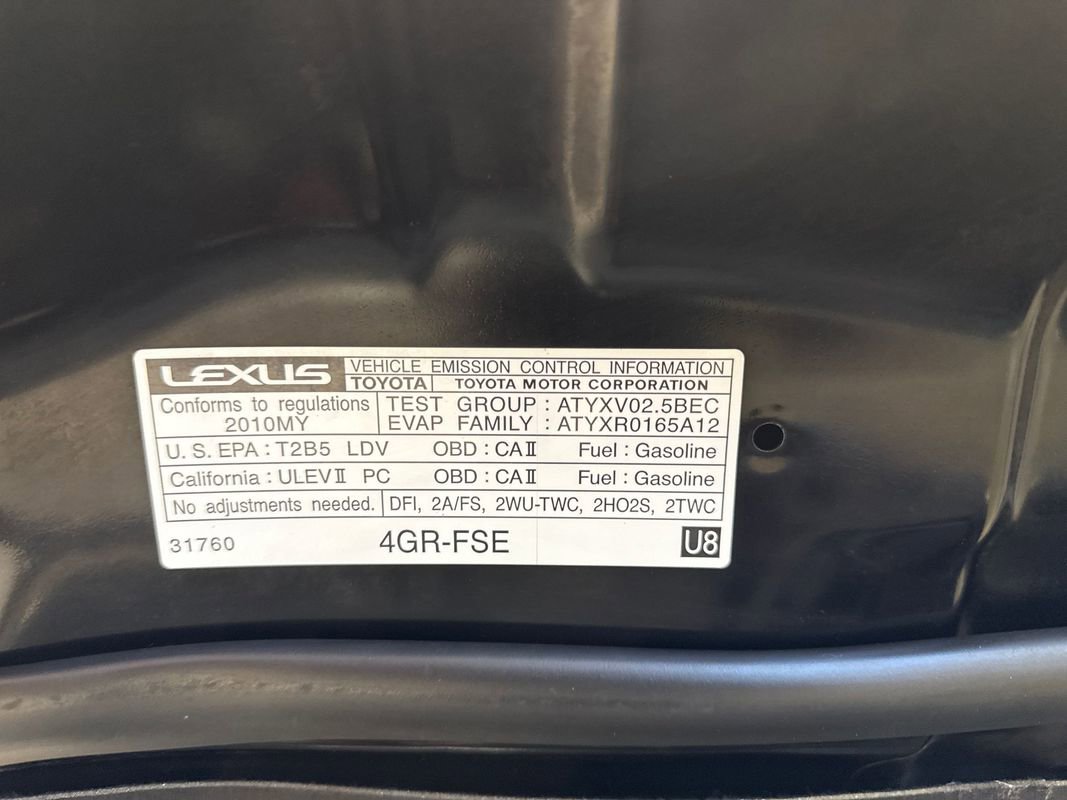 LEXUS
VEHICLE EMISSION CONTROL INFORMATION
TOYOTA TOYOTA MOTOR CORPORATION
Conforms to regulations
2010MY
TEST GROUP : ATYXV02.5BEC
EVAP FAMILY : ATYXR0165A12
U.S. EPA : T2B5 LDV OBD : CAⅡ Fuel : Gasoline
California : ULEVⅡ PC OBD : CAⅡ Fuel : Gasoline
No adjustments needed. DFI, 2A/FS, 2WU-TWC, 2HO2S, 2TWC
31760 4GR-FSE U8